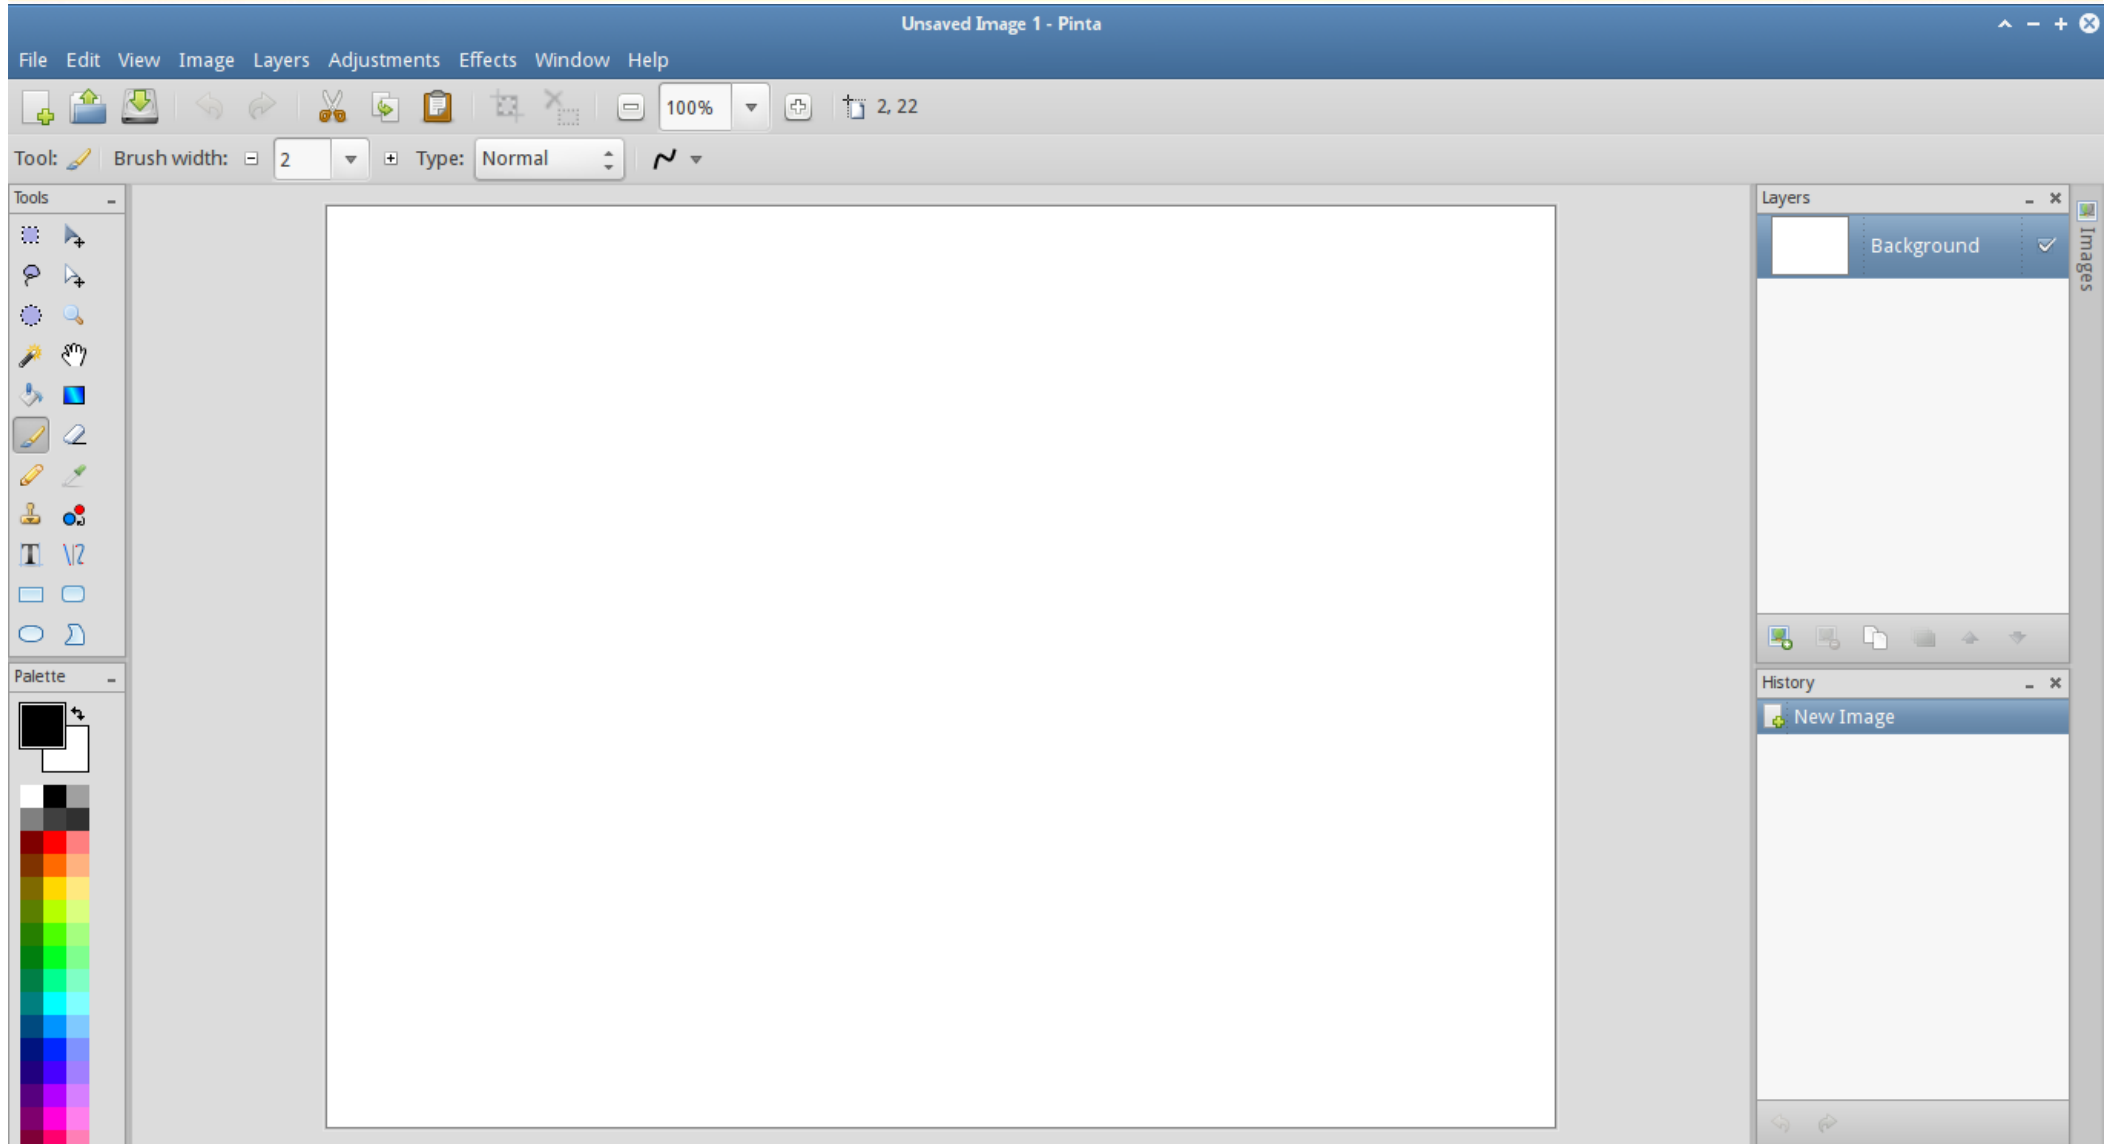 Unsaved Image 1 - Pinta
File Edit View Image Layers Adjustments Effects Window Help
100% 2, 22
Tool: Brush width: 2 Type: Normal
Tools
Layers
Background
Images
Palette
History
New Image